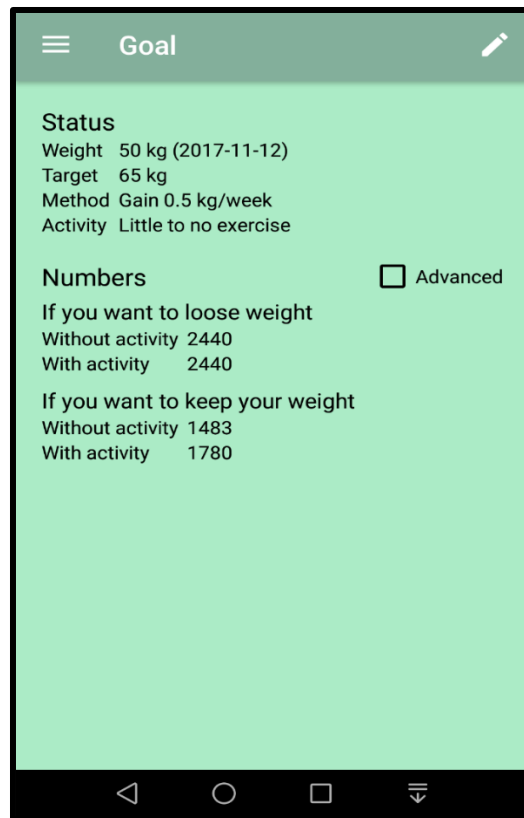 Goal
Status
Weight 50 kg (2017-11-12)
Target 65 kg
Method Gain 0.5 kg/week
Activity Little to no exercise
Numbers Advanced
If you want to loose weight
Without activity 2440
With activity 2440
If you want to keep your weight
Without activity 1483
With activity 1780